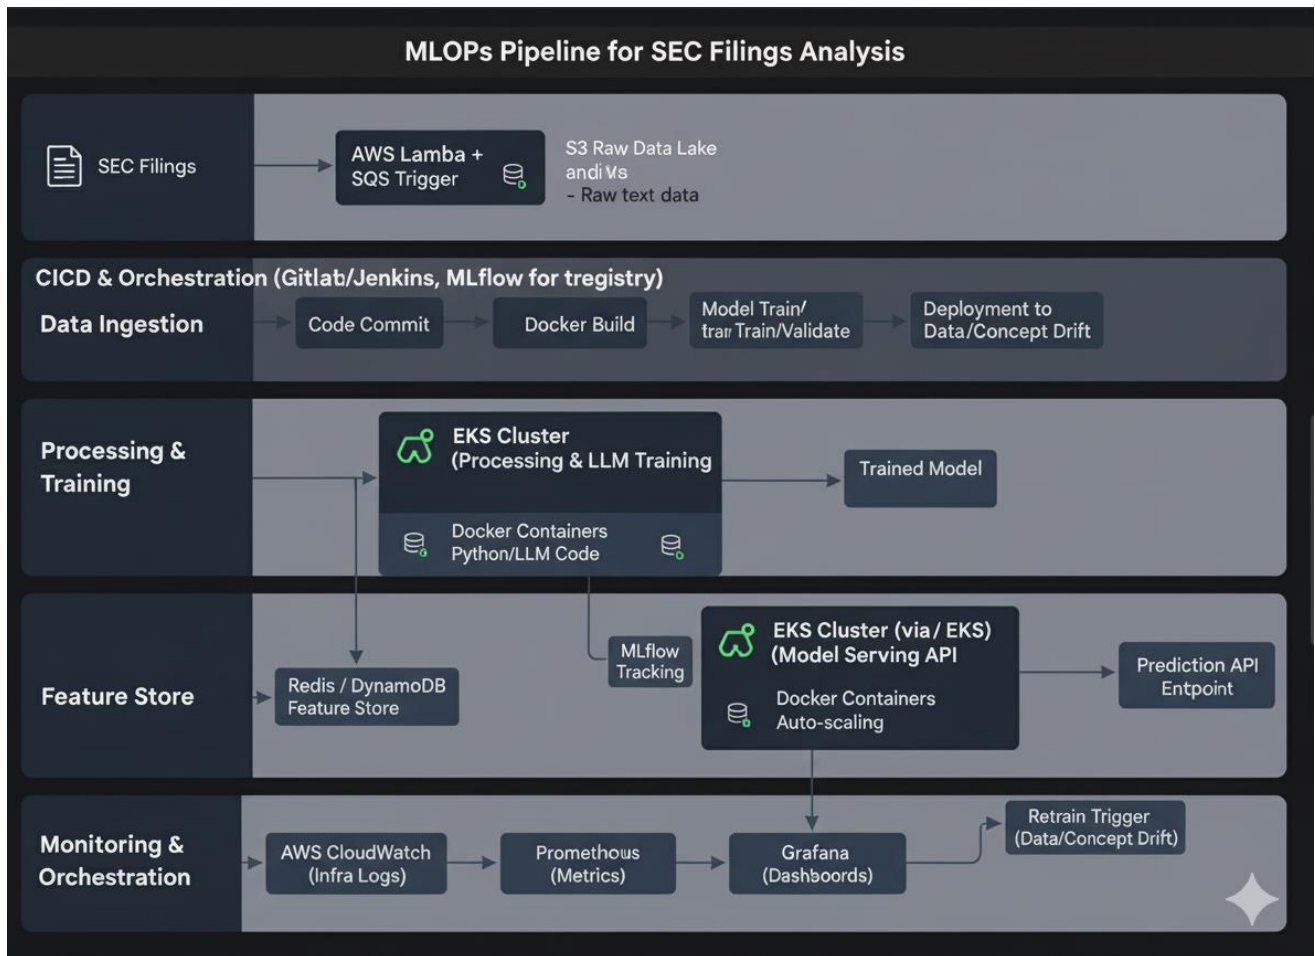 MLOPs Pipeline for SEC Filings Analysis
SEC Filings
AWS Lamba +
SQS Trigger
S3 Raw Data Lake
- Raw text data
CICD & Orchestration (Gitlab/Jenkins, MLflow for tregistry)
Data Ingestion
Code Commit
Docker Build
Model Train/
Train/Validate
Deployment to
Data/Concept Drift
Processing &
Training
EKS Cluster
(Processing & LLM Training
Docker Containers
Python/LLM Code
Trained Model
Feature Store
Redis / DynamoDB
Feature Store
MLflow
Tracking
EKS Cluster (via / EKS)
(Model Serving API
Docker Containers
Auto-scaling
Prediction API
Entpoint
Monitoring &
Orchestration
AWS CloudWatch
(Infra Logs)
Promethous
(Metrics)
Grafana
(Dashboords)
Retrain Trigger
(Data/Concept Drift)